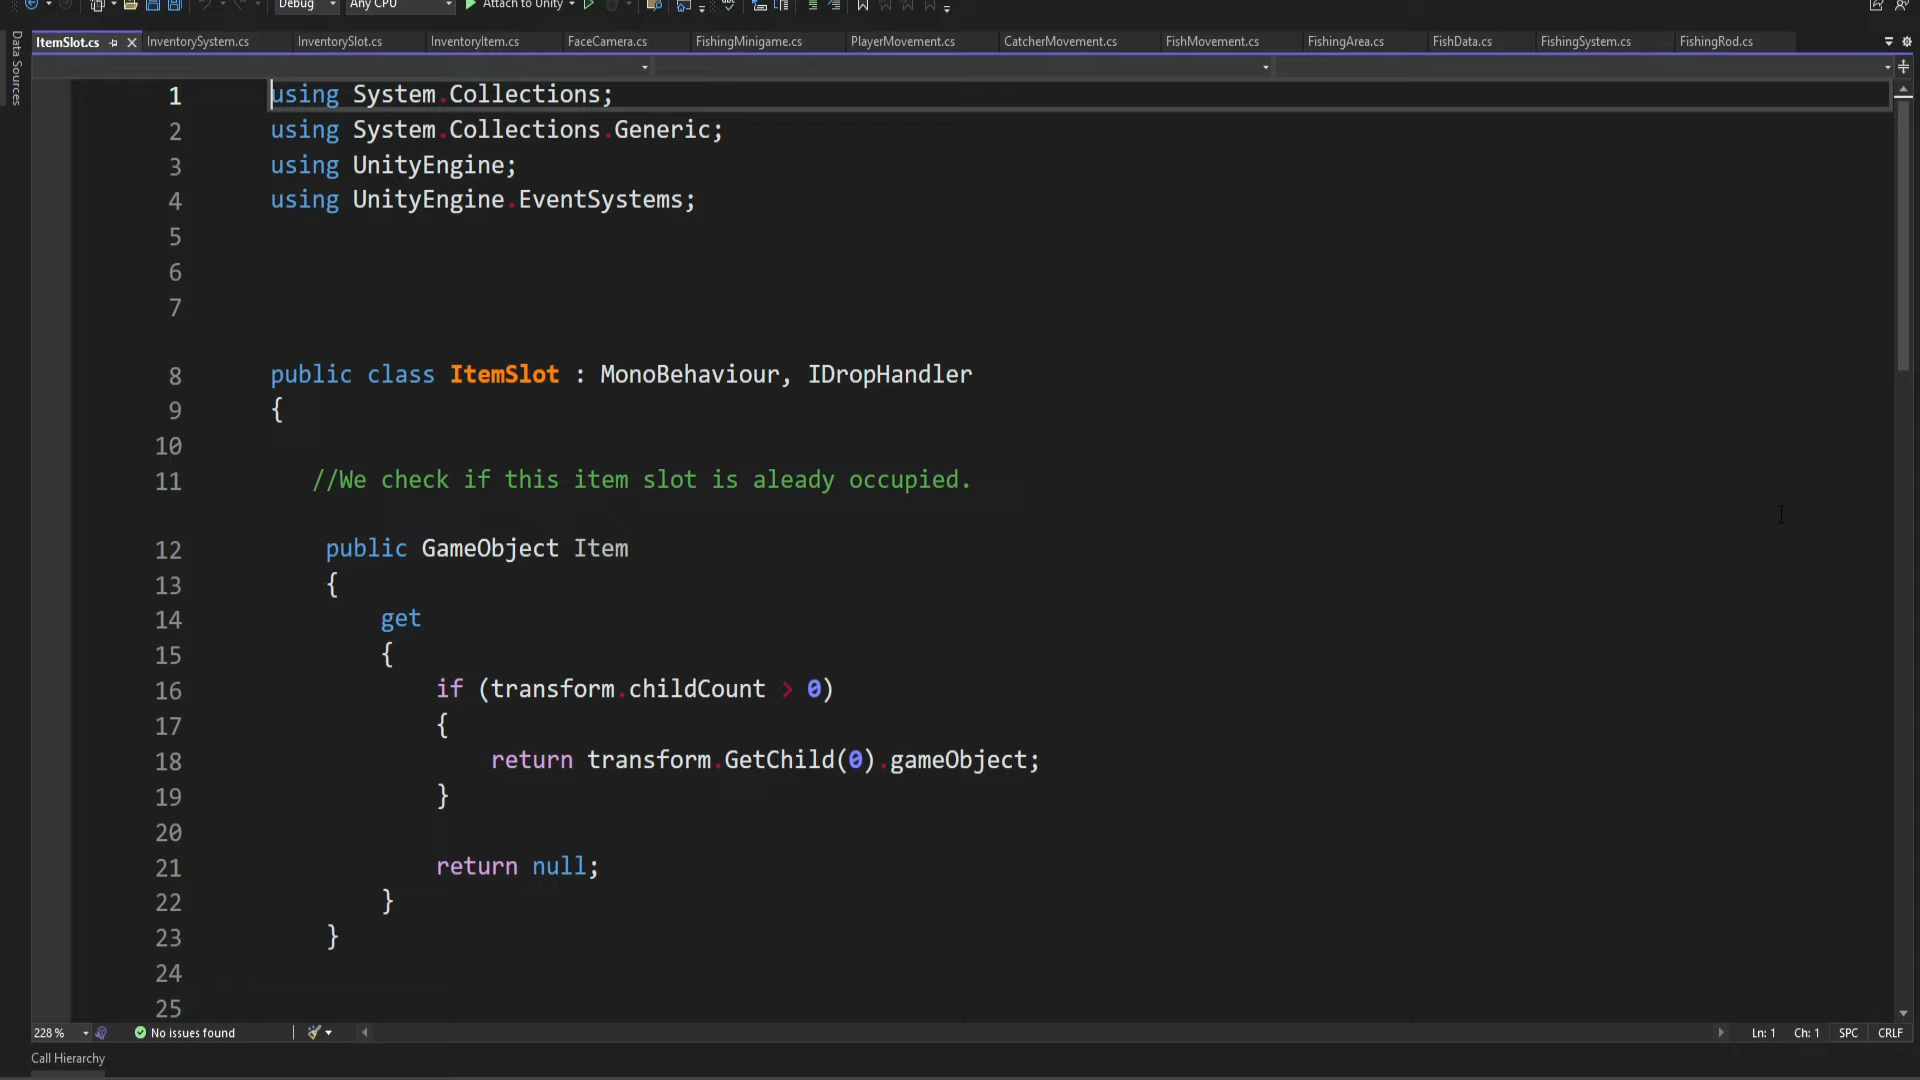 Debug Any CPU Attach to Unity
ItemSlot.cs InventorySystem.cs InventorySlot.cs InventoryItem.cs FaceCamera.cs FishingMinigame.cs PlayerMovement.cs CatcherMovement.cs FishMovement.cs FishingArea.cs FishData.cs FishingSystem.cs FishingRod.cs
Data Sources
1 using System.Collections;
2 using System.Collections.Generic;
3 using UnityEngine;
4 using UnityEngine.EventSystems;
5
6
7
8 public class ItemSlot : MonoBehaviour, IDropHandler
9 {
10
11 //We check if this item slot is aleady occupied.
12 public GameObject Item
13 {
14 get
15 {
16 if (transform.childCount > 0)
17 {
18 return transform.GetChild(0).gameObject;
19 }
20
21 return null;
22 }
23 }
24
25
228 % No issues found Ln: 1 Ch: 1 SPC CRLF
Call Hierarchy